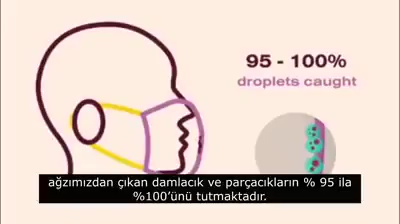 95 - 100%
droplets caught
ağzımızdan çıkan damlacık ve parçacıkların % 95 ila
%100'ünü tutmaktadır.